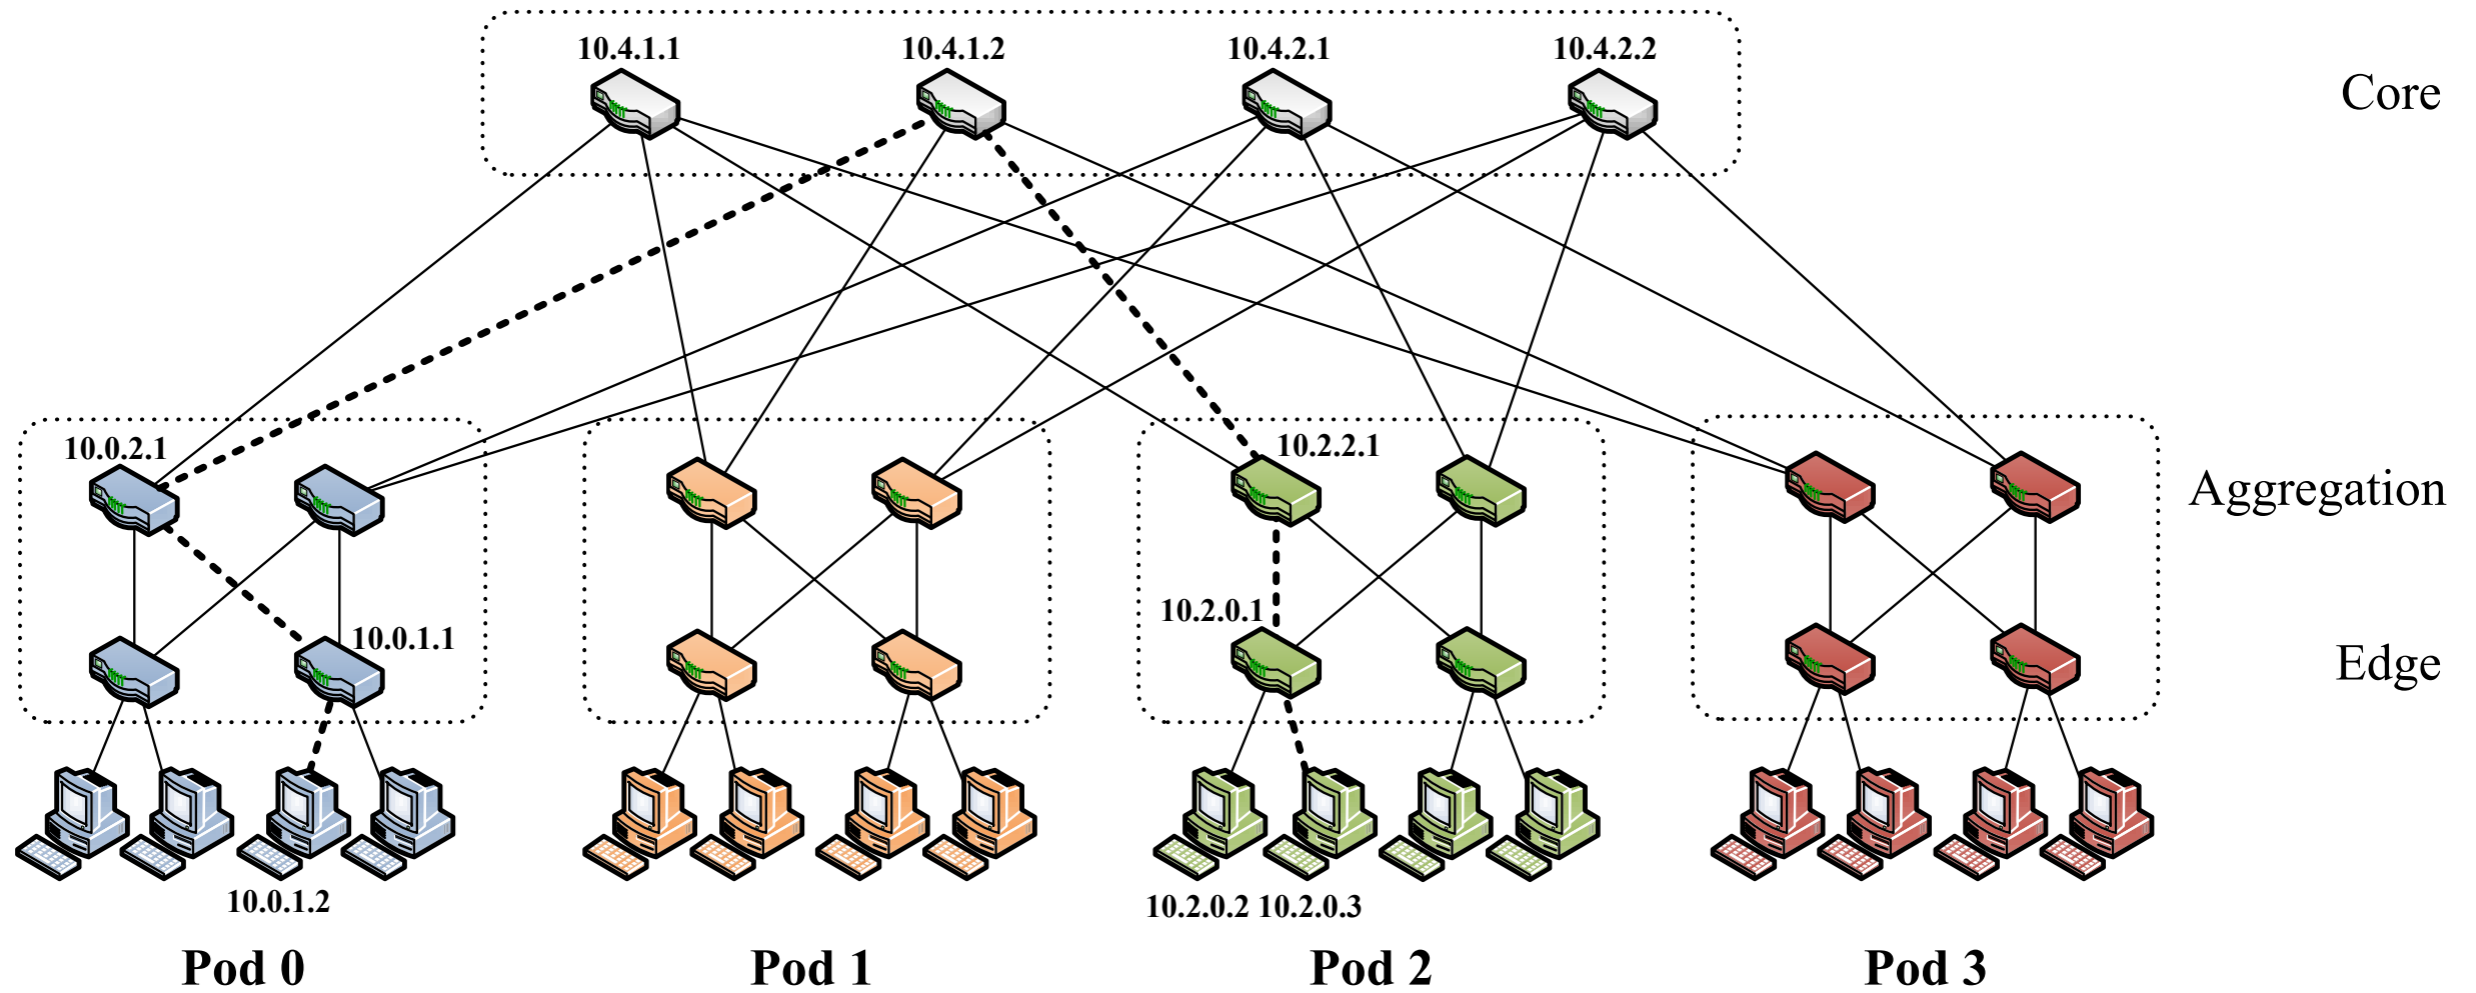 10.4.1.1
10.4.1.2
10.4.2.1
10.4.2.2
Core
10.0.2.1
10.2.2.1
Aggregation
10.2.0.1
10.0.1.1
Edge
10.0.1.2
10.2.0.2 10.2.0.3
Pod 0
Pod 1
Pod 2
Pod 3